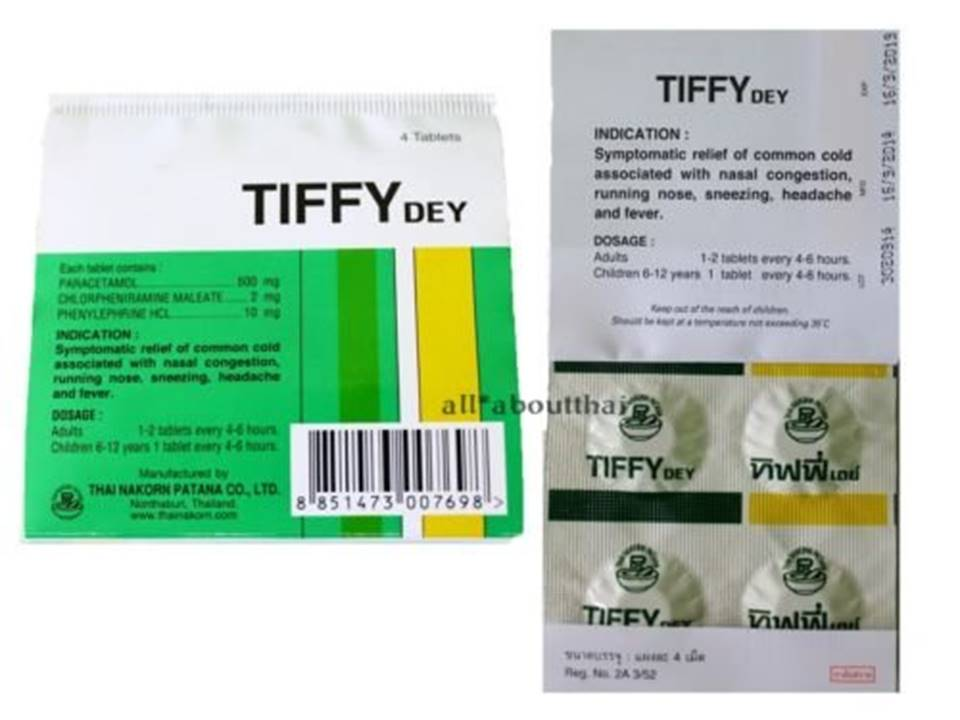 4 Tablets
TIFFY DEY
Each tablet contains :
PARACETAMOL 500 mg
CHLORPHENIRAMINE MALEATE 2 mg
PHENYLEPHRINE HCL 10 mg
INDICATION :
Symptomatic relief of common cold
associated with nasal congestion,
running nose, sneezing, headache
and fever.
DOSAGE :
Adults 1-2 tablets every 4-6 hours.
Children 6-12 years 1 tablet every 4-6 hours.
Manufactured by
THAI NAKORN PATANA CO., LTD.
Nonthaburi, Thailand.
www.thainakorn.com
8 851473 007698 >
all*aboutthai
TIFFY DEY
INDICATION :
Symptomatic relief of common cold
associated with nasal congestion,
running nose, sneezing, headache
and fever.
DOSAGE :
Adults 1-2 tablets every 4-6 hours.
Children 6-12 years 1 tablet every 4-6 hours.
Keep out of the reach of children.
Should be kept at a temperature not exceeding
EXP 16/3/2019
MFD 16/3/2014
LOT
TIFFY DEY
ทิฟฟี่ เดย์
TIFFY DEY
ทิฟฟี่ เดย์
ขนาดบรรจุ : แผงละ 4 เม็ด
Reg. No. 2A 3/52